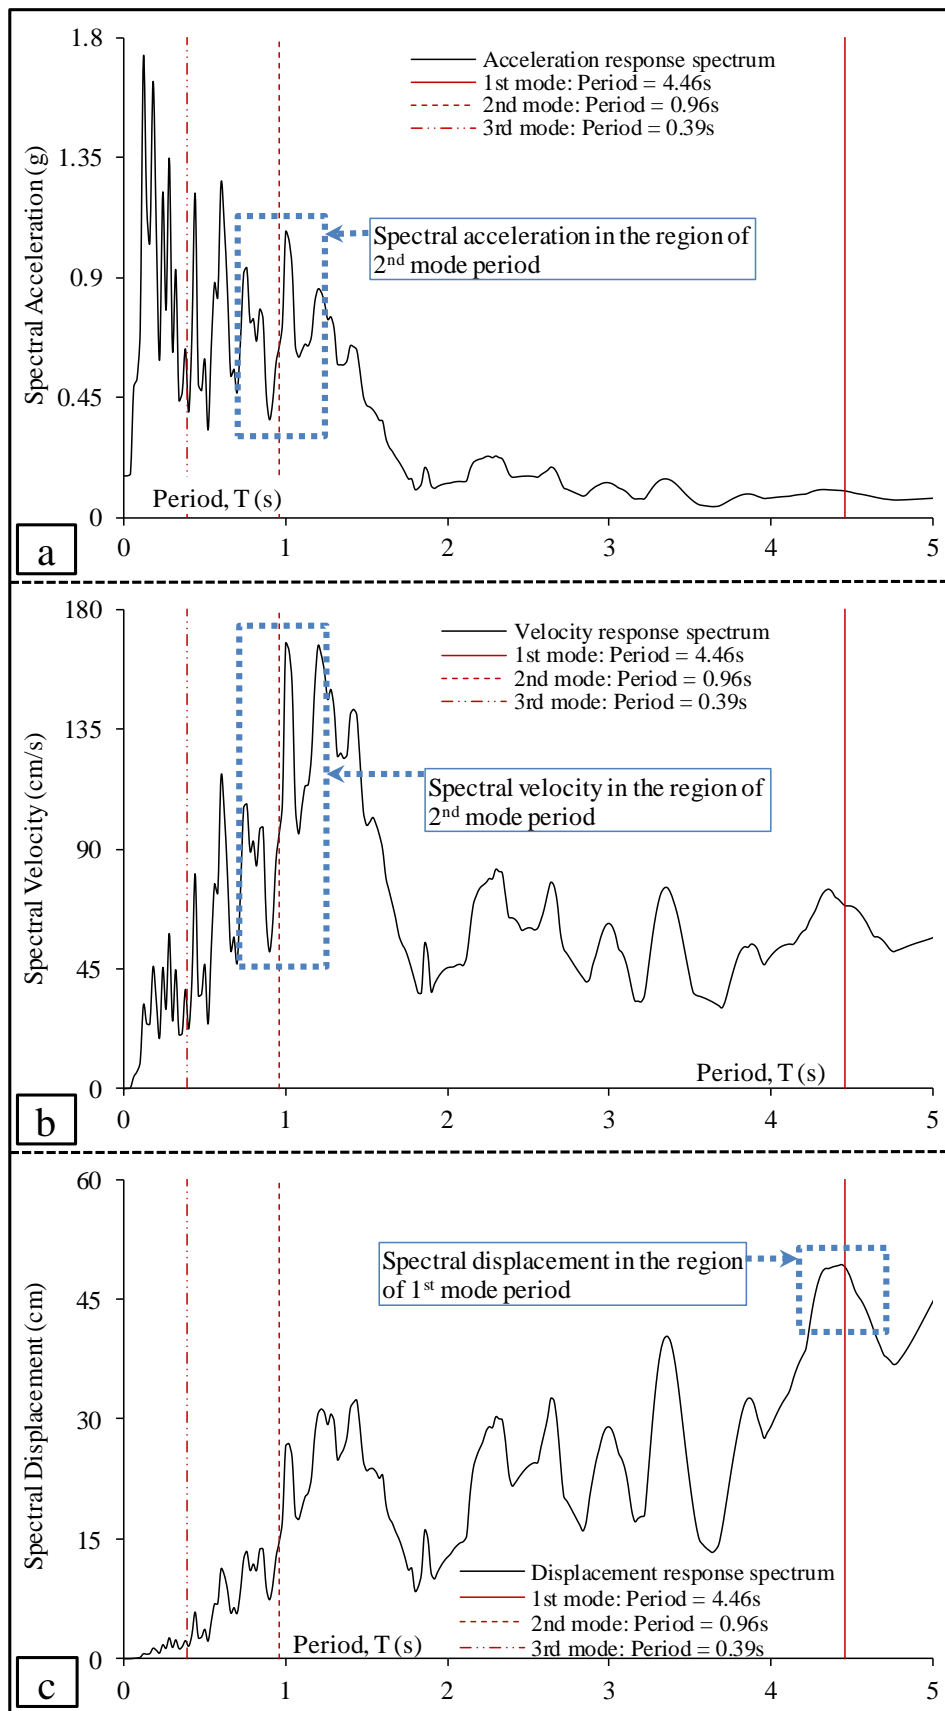 1.8
Acceleration response spectrum
1st mode: Period = 4.46s
2nd mode: Period = 0.96s
3rd mode: Period = 0.39s
1.35
Spectral Acceleration (g)
Spectral acceleration in the region of
2nd mode period
0.9
0.45
Period, T (s)
0
a
0 1 2 3 4 5
180
Velocity response spectrum
1st mode: Period = 4.46s
2nd mode: Period = 0.96s
3rd mode: Period = 0.39s
135
Spectral Velocity (cm/s)
Spectral velocity in the region of
2nd mode period
90
45
Period, T (s)
0
b
0 1 2 3 4 5
60
Spectral displacement in the region
of 1st mode period
45
Spectral Displacement (cm)
30
15
Displacement response spectrum
1st mode: Period = 4.46s
2nd mode: Period = 0.96s
3rd mode: Period = 0.39s
Period, T (s)
0
c
0 1 2 3 4 5